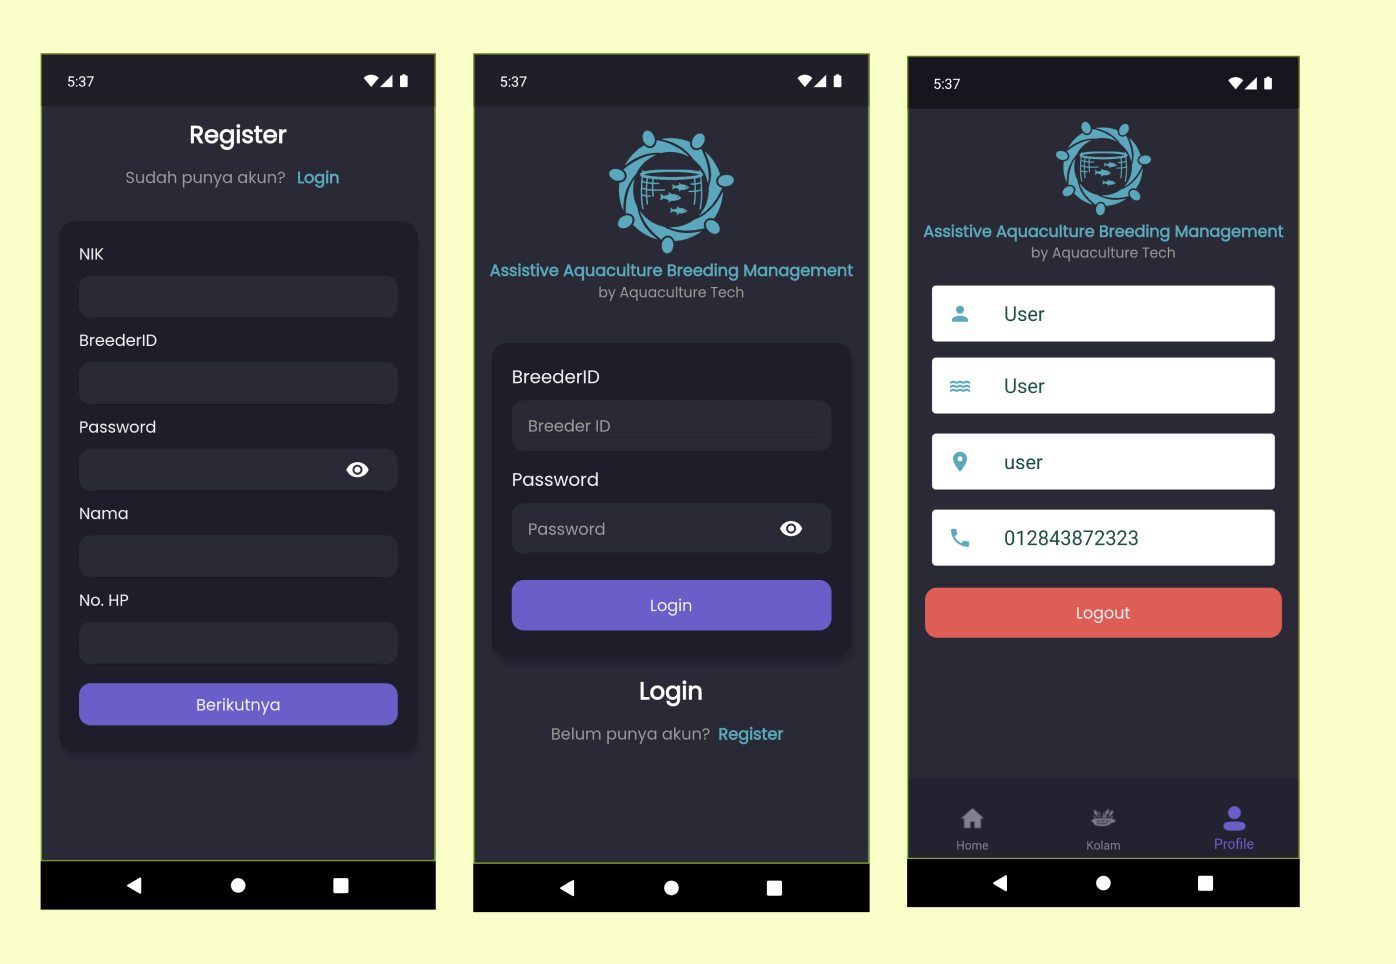 5:37
Register
Sudah punya akun? Login
NIK
BreederID
Password
Nama
No. HP
Berikutnya
5:37
Assistive Aquaculture Breeding Management
by Aquaculture Tech
BreederID
Breeder ID
Password
Password
Login
Login
Belum punya akun? Register
5:37
Assistive Aquaculture Breeding Management
by Aquaculture Tech
User
User
user
012843872323
Logout
Home
Kolam
Profile